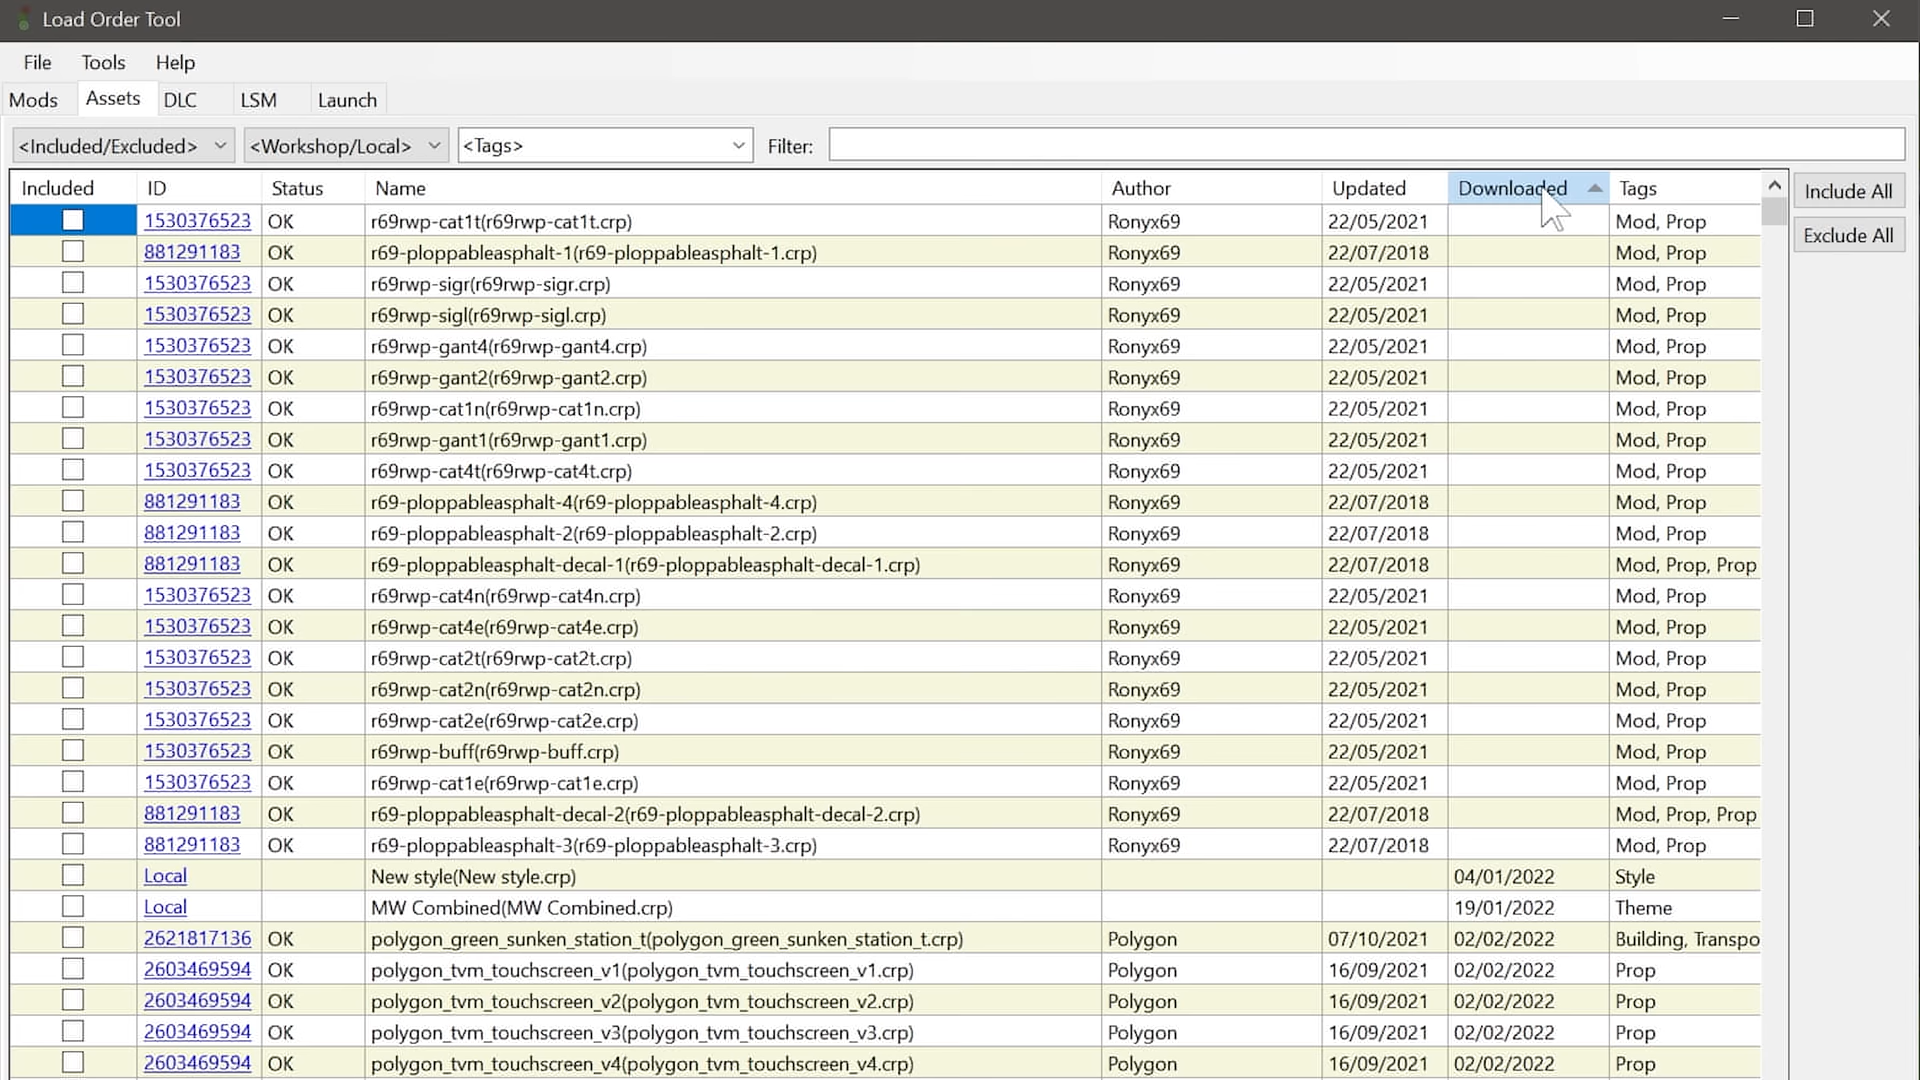 Load Order Tool
File Tools Help
Mods Assets DLC LSM Launch
<Included/Excluded> <Workshop/Local> <Tags> Filter:
Included ID Status Name Author Updated Downloaded Tags Include All
1530376523 OK r69rwp-cat1t(r69rwp-cat1t.crp) Ronyx69 22/05/2021 Mod, Prop
Exclude All
881291183 OK r69-ploppableasphalt-1(r69-ploppableasphalt-1.crp) Ronyx69 22/07/2018 Mod, Prop
1530376523 OK r69rwp-sigr(r69rwp-sigr.crp) Ronyx69 22/05/2021 Mod, Prop
1530376523 OK r69rwp-sigl(r69rwp-sigl.crp) Ronyx69 22/05/2021 Mod, Prop
1530376523 OK r69rwp-gant4(r69rwp-gant4.crp) Ronyx69 22/05/2021 Mod, Prop
1530376523 OK r69rwp-gant2(r69rwp-gant2.crp) Ronyx69 22/05/2021 Mod, Prop
1530376523 OK r69rwp-cat1n(r69rwp-cat1n.crp) Ronyx69 22/05/2021 Mod, Prop
1530376523 OK r69rwp-gant1(r69rwp-gant1.crp) Ronyx69 22/05/2021 Mod, Prop
1530376523 OK r69rwp-cat4t(r69rwp-cat4t.crp) Ronyx69 22/05/2021 Mod, Prop
881291183 OK r69-ploppableasphalt-4(r69-ploppableasphalt-4.crp) Ronyx69 22/07/2018 Mod, Prop
881291183 OK r69-ploppableasphalt-2(r69-ploppableasphalt-2.crp) Ronyx69 22/07/2018 Mod, Prop
881291183 OK r69-ploppableasphalt-decal-1(r69-ploppableasphalt-decal-1.crp) Ronyx69 22/07/2018 Mod, Prop, Prop
1530376523 OK r69rwp-cat4n(r69rwp-cat4n.crp) Ronyx69 22/05/2021 Mod, Prop
1530376523 OK r69rwp-cat4e(r69rwp-cat4e.crp) Ronyx69 22/05/2021 Mod, Prop
1530376523 OK r69rwp-cat2t(r69rwp-cat2t.crp) Ronyx69 22/05/2021 Mod, Prop
1530376523 OK r69rwp-cat2n(r69rwp-cat2n.crp) Ronyx69 22/05/2021 Mod, Prop
1530376523 OK r69rwp-cat2e(r69rwp-cat2e.crp) Ronyx69 22/05/2021 Mod, Prop
1530376523 OK r69rwp-buff(r69rwp-buff.crp) Ronyx69 22/05/2021 Mod, Prop
1530376523 OK r69rwp-cat1e(r69rwp-cat1e.crp) Ronyx69 22/05/2021 Mod, Prop
881291183 OK r69-ploppableasphalt-decal-2(r69-ploppableasphalt-decal-2.crp) Ronyx69 22/07/2018 Mod, Prop, Prop
881291183 OK r69-ploppableasphalt-3(r69-ploppableasphalt-3.crp) Ronyx69 22/07/2018 Mod, Prop
Local New style(New style.crp) 04/01/2022 Style
Local MW Combined(MW Combined.crp) 19/01/2022 Theme
2621817136 OK polygon_green_sunken_station_t(polygon_green_sunken_station_t.crp) Polygon 07/10/2021 02/02/2022 Building, Transpo
2603469594 OK polygon_tvm_touchscreen_v1(polygon_tvm_touchscreen_v1.crp) Polygon 16/09/2021 02/02/2022 Prop
2603469594 OK polygon_tvm_touchscreen_v2(polygon_tvm_touchscreen_v2.crp) Polygon 16/09/2021 02/02/2022 Prop
2603469594 OK polygon_tvm_touchscreen_v3(polygon_tvm_touchscreen_v3.crp) Polygon 16/09/2021 02/02/2022 Prop
2603469594 OK polygon_tvm_touchscreen_v4(polygon_tvm_touchscreen_v4.crp) Polygon 16/09/2021 02/02/2022 Prop